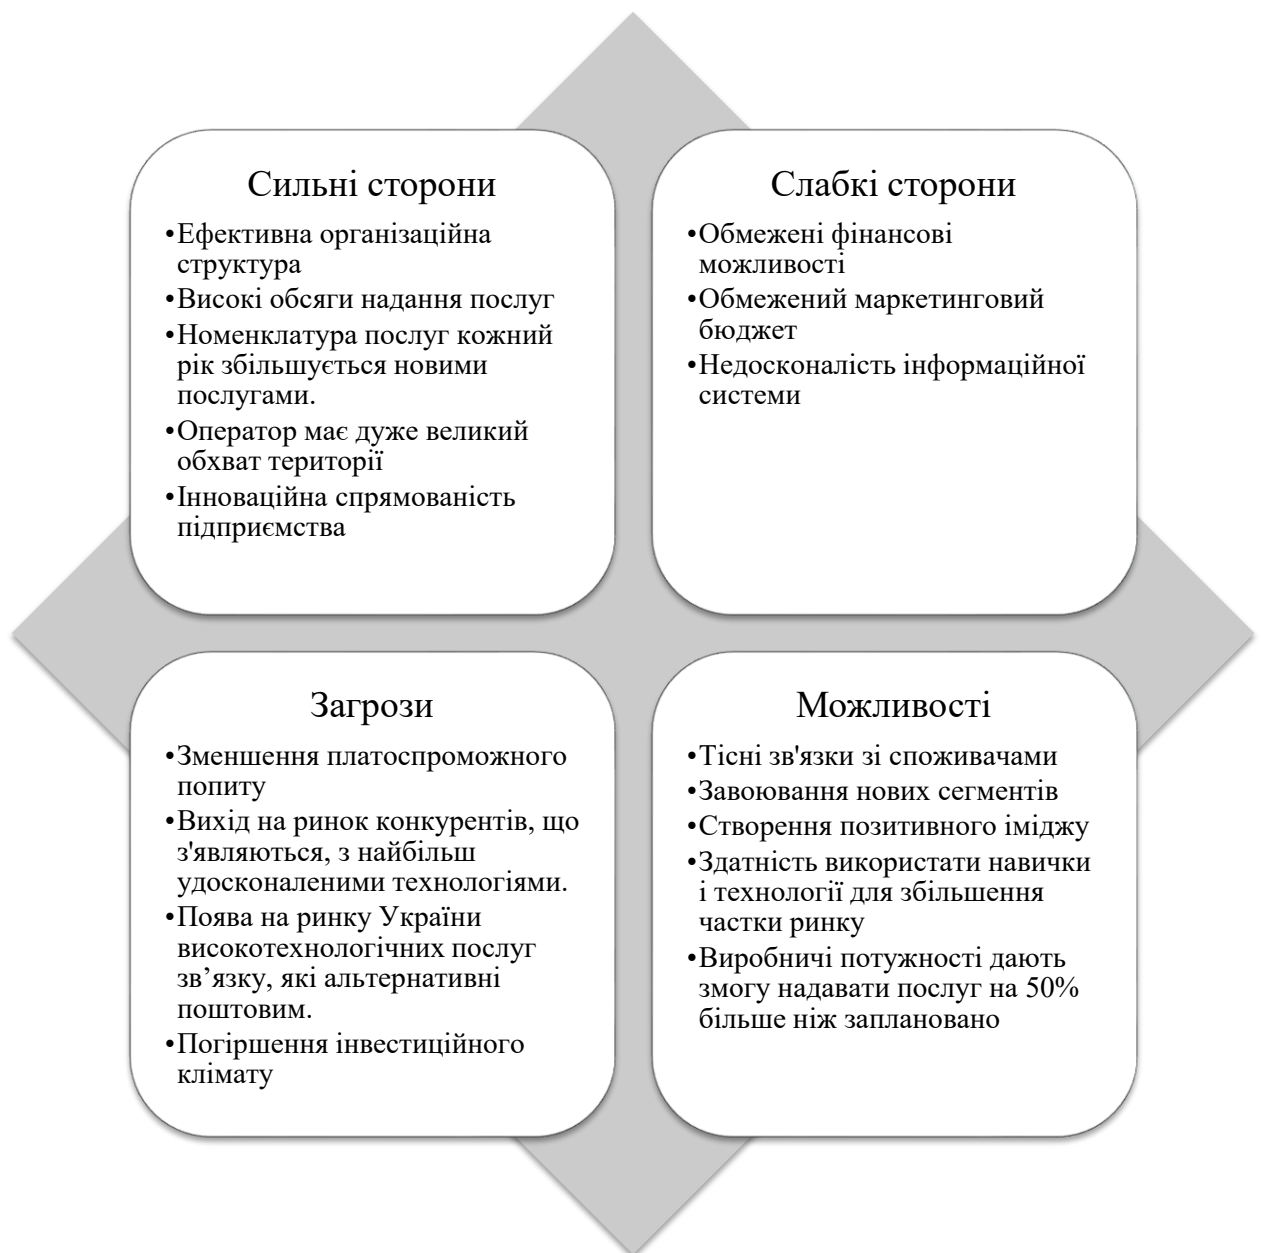 Сильні сторони
•Ефективна організаційна
структура
•Високі обсяги надання послуг
•Номенклатура послуг кожний
рік збільшується новими
послугами.
•Оператор має дуже великий
обхват території
•Інноваційна спрямованість
підприємства
Слабкі сторони
•Обмежені фінансові
можливості
•Обмежений маркетинговий
бюджет
•Недосконалість інформаційної
системи
Загрози
•Зменшення платоспроможного
попиту
•Вихід на ринок конкурентів, що
з'являються, з найбільш
удосконаленими технологіями.
•Поява на ринку України
високотехнологічних послуг
зв’язку, які альтернативні
поштовим.
•Погіршення інвестиційного
клімату
Можливості
•Тісні зв'язки зі споживачами
•Завоювання нових сегментів
•Створення позитивного іміджу
•Здатність використати навички
і технології для збільшення
частки ринку
•Виробничі потужності дають
змогу надавати послуг на 50%
більше ніж заплановано